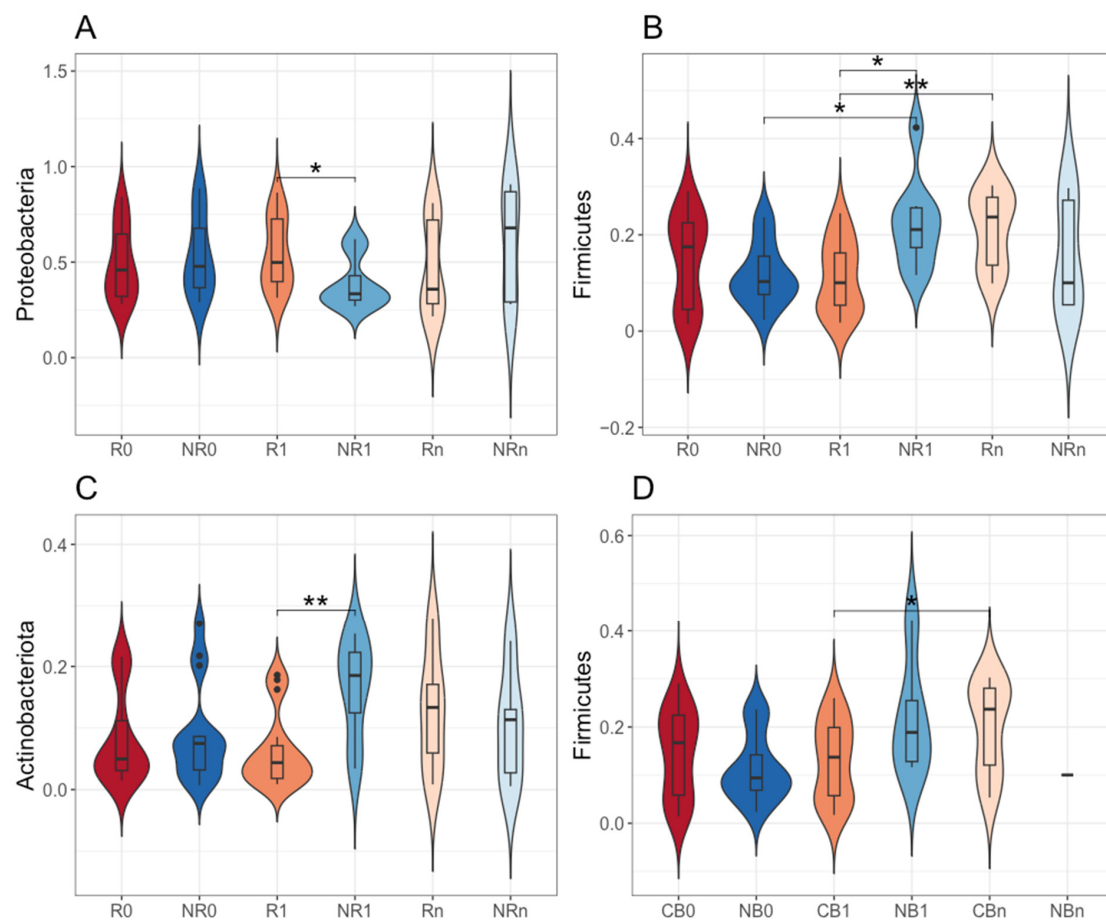 A
Proteobacteria
1.5
1.0
0.5
0.0
*
R0 NR0 R1 NR1 Rn NRn
B
Firmicutes
0.4
0.2
0
−0.2
*
**
*
R0 NR0 R1 NR1 Rn NRn
C
Actinobacteriota
0.4
0.2
0.0
**
R0 NR0 R1 NR1 Rn NRn
D
Firmicutes
0.6
0.4
0.2
0.0
*
CB0 NB0 CB1 NB1 CBn NBn